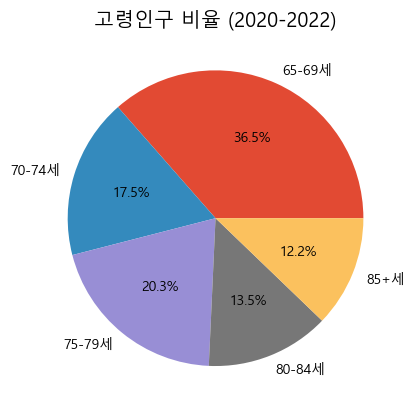 고령인구 비율 (2020-2022)
65-69세
36.5%
70-74세
17.5%
12.2%
85+세
20.3%
13.5%
75-79세
80-84세